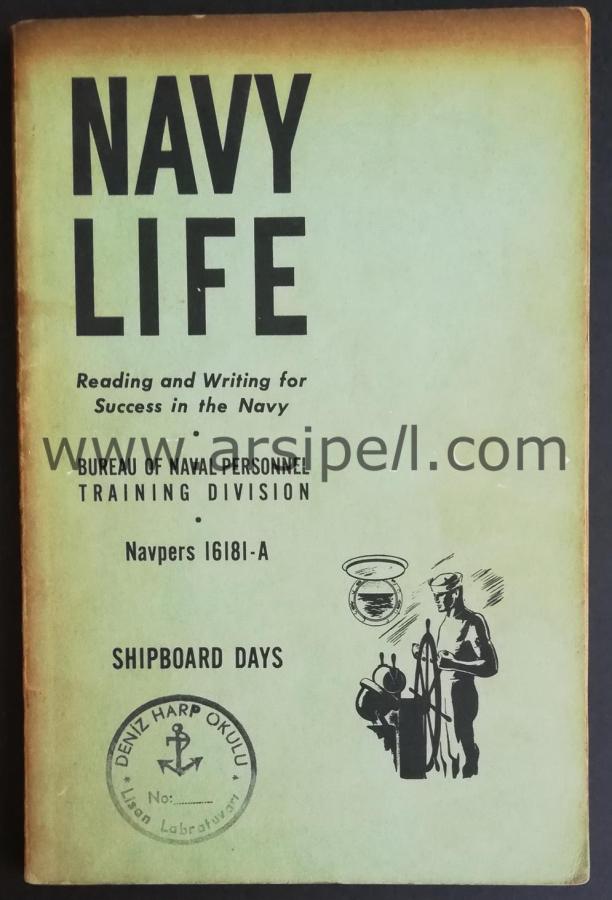 NAVY
LIFE
Reading and Writing for
Success in the Navy
•
www.arsipell.com
BUREAU OF NAVAL PERSONNEL
TRAINING DIVISION
•
Navpers 16181-A
SHIPBOARD DAYS
DENİZ HARP OKULU
No:
* Lisan Labratuvarı *